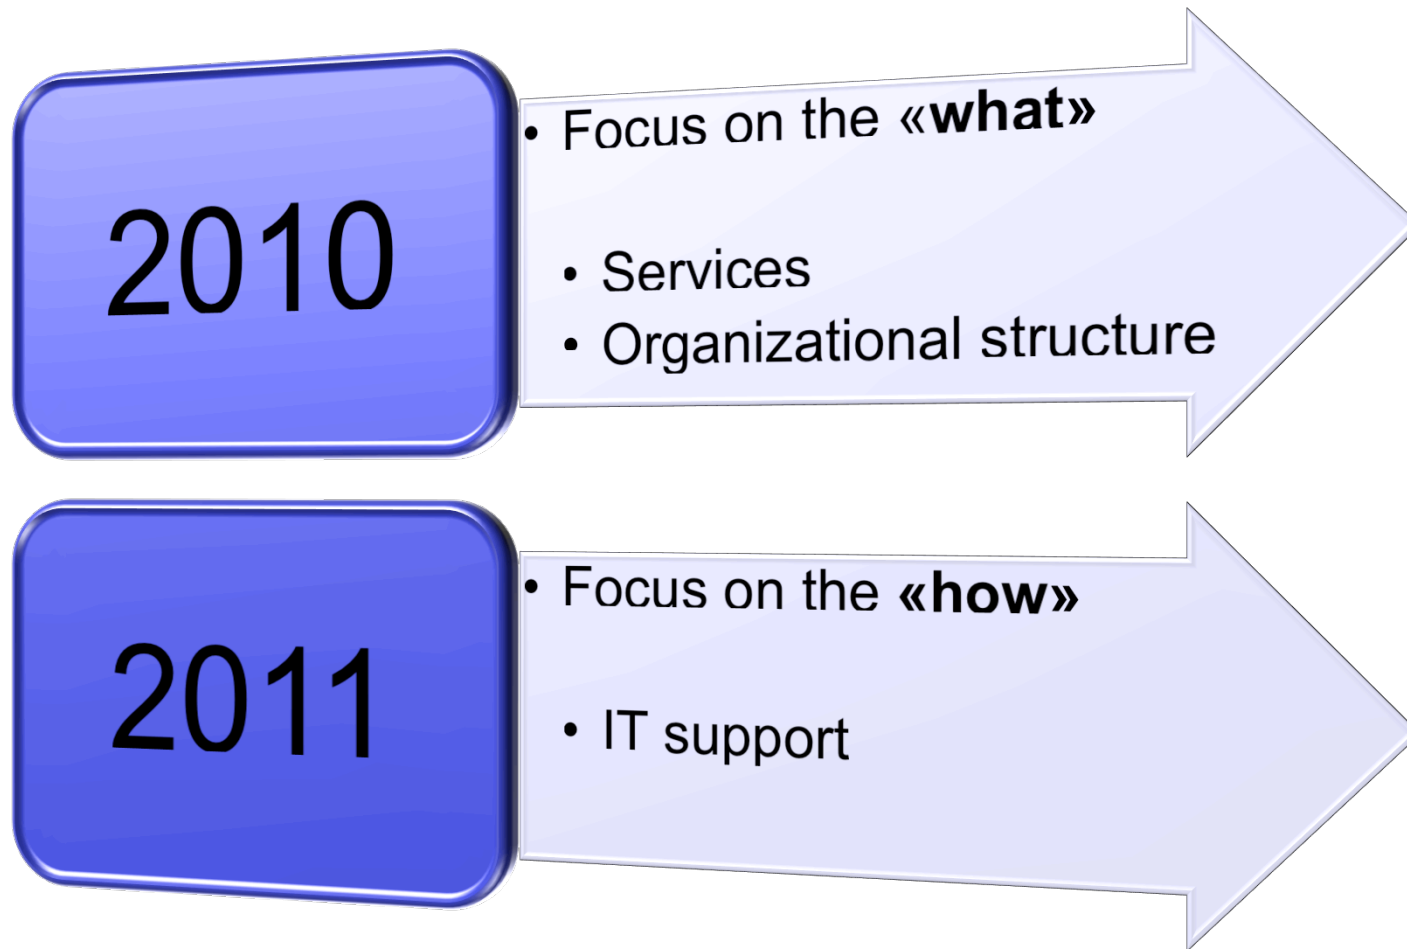 2010
• Focus on the «what»
• Services
• Organizational structure
2011
• Focus on the «how»
• IT support